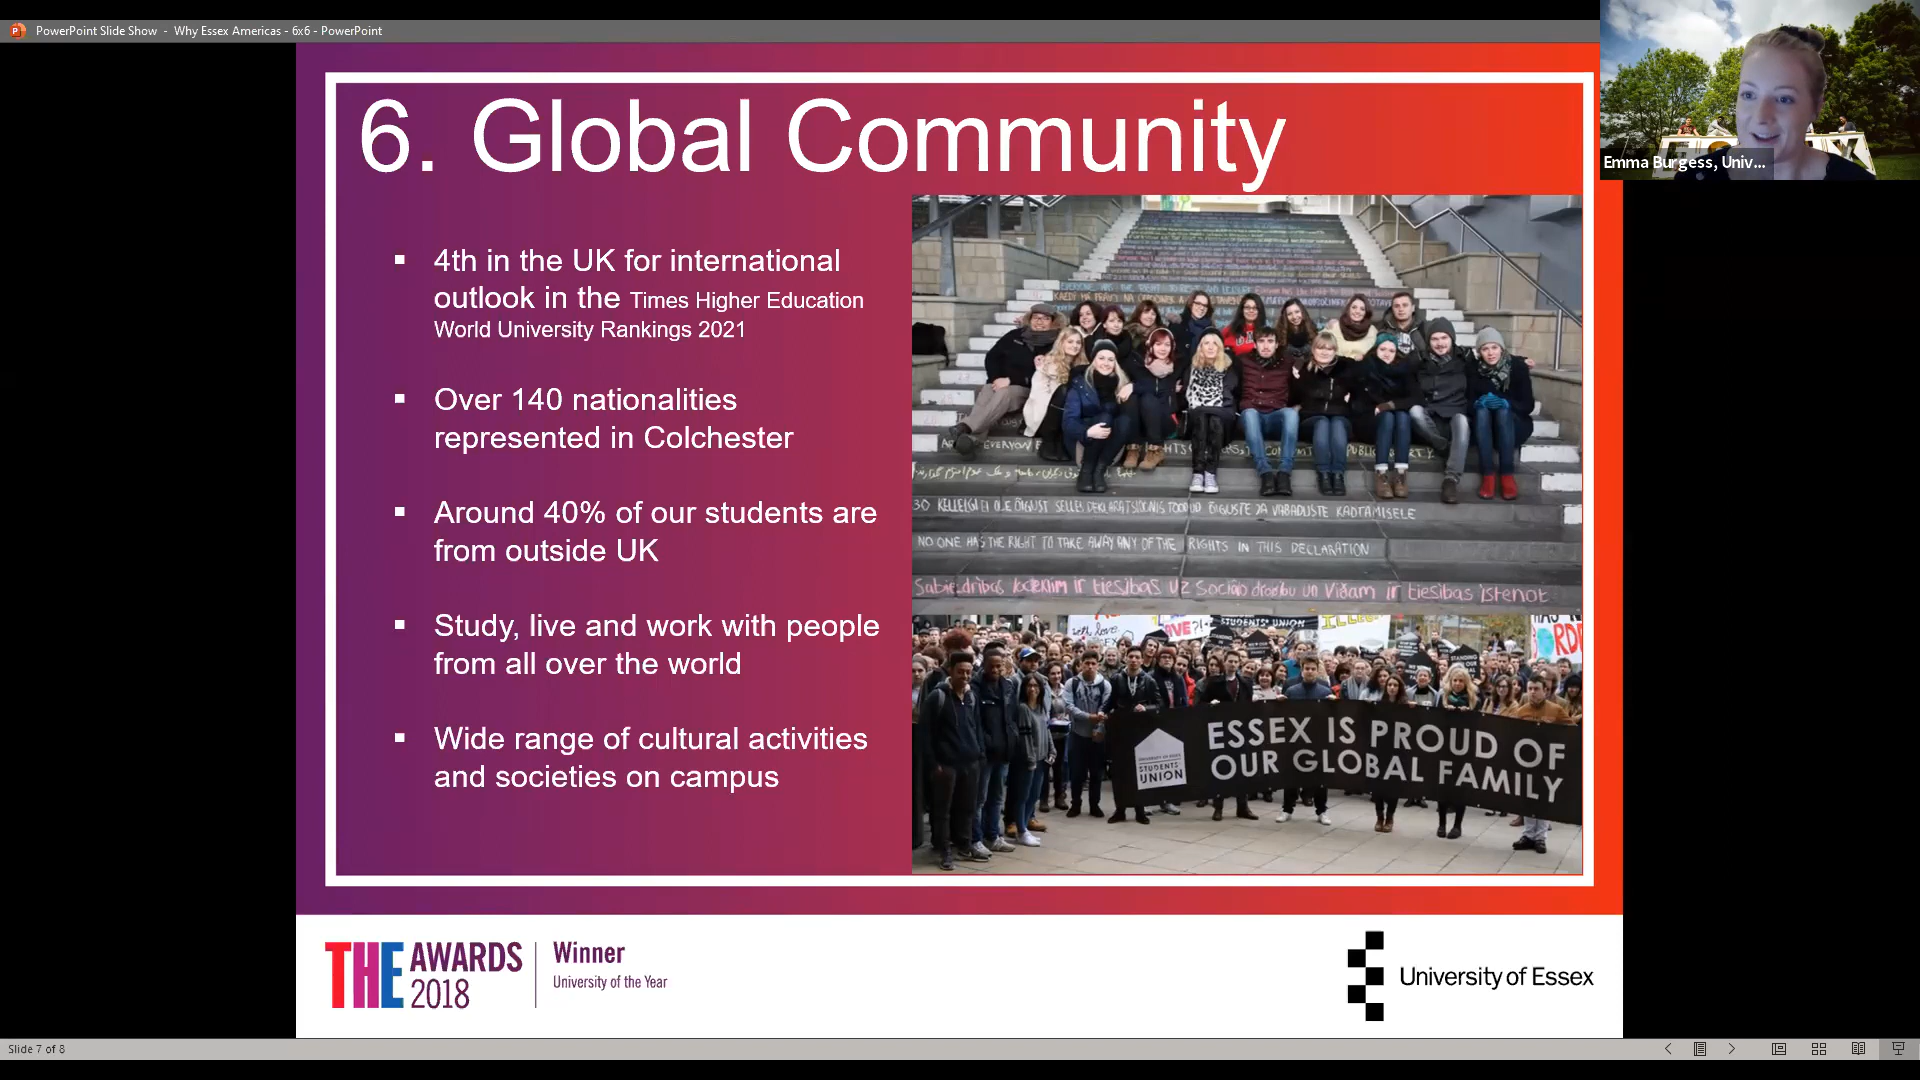 PowerPoint Slide Show - Why Essex Americas - 6x6 - PowerPoint
Emma Burgess, Univ...
6. Global Community
▪ 4th in the UK for international
outlook in the Times Higher Education
World University Rankings 2021
▪ Over 140 nationalities
represented in Colchester
▪ Around 40% of our students are
from outside UK
▪ Study, live and work with people
from all over the world
▪ Wide range of cultural activities
and societies on campus
NO ONE HAS THE RIGHT TO TAKE AWAY ANY OF THE RIGHTS IN THIS DECLARATION
STUDENTS' UNION
ESSEX IS PROUD OF
OUR GLOBAL FAMILY
UNIVERSITY OF ESSEX
STUDENTS'
UNION
THE AWARDS
2018
Winner
University of the Year
University of Essex
Slide 7 of 8